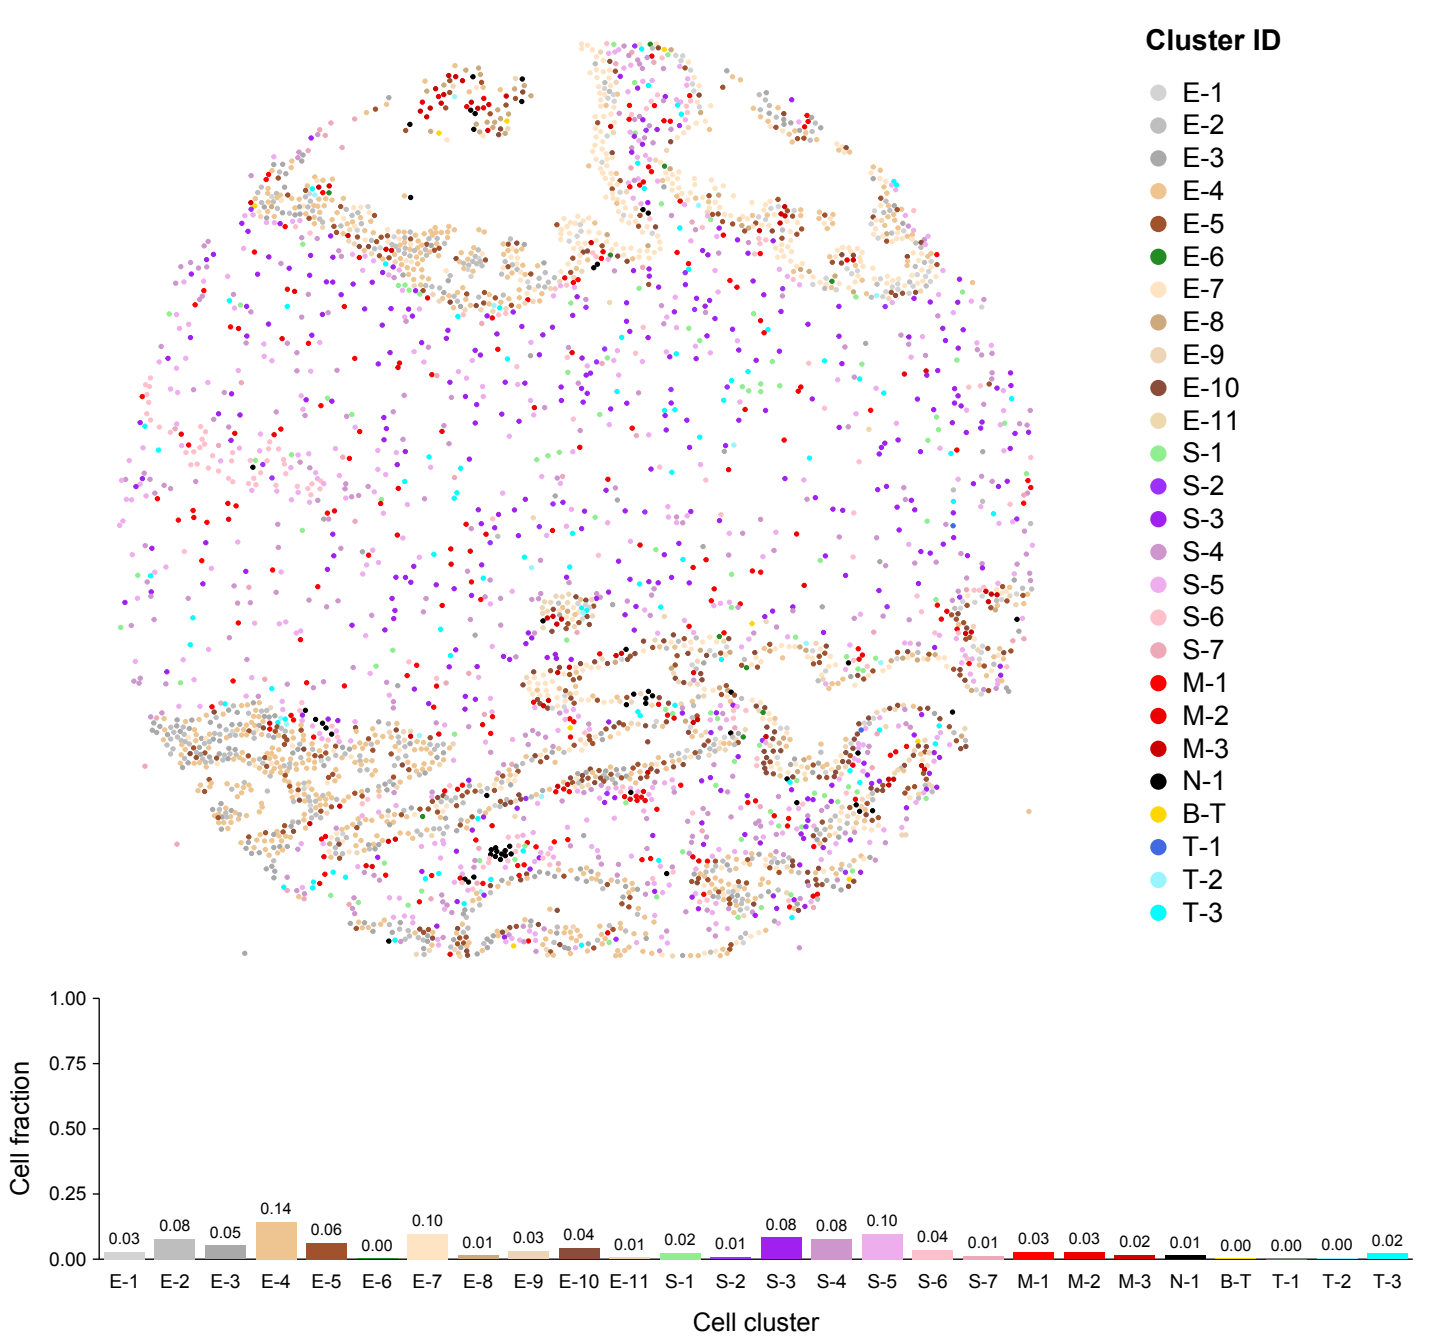 Cluster ID
E-1
E-2
E-3
E-4
E-5
E-6
E-7
E-8
E-9
E-10
E-11
S-1
S-2
S-3
S-4
S-5
S-6
S-7
M-1
M-2
M-3
N-1
B-T
T-1
T-2
T-3
Cell fraction
1.00
0.75
0.50
0.25
0.00
0.03 0.08 0.05 0.14 0.06 0.00 0.10 0.01 0.03 0.04 0.01 0.02 0.01 0.08 0.08 0.10 0.04 0.01 0.03 0.03 0.02 0.01 0.00 0.00 0.00 0.02
E-1 E-2 E-3 E-4 E-5 E-6 E-7 E-8 E-9 E-10 E-11 S-1 S-2 S-3 S-4 S-5 S-6 S-7 M-1 M-2 M-3 N-1 B-T T-1 T-2 T-3
Cell cluster